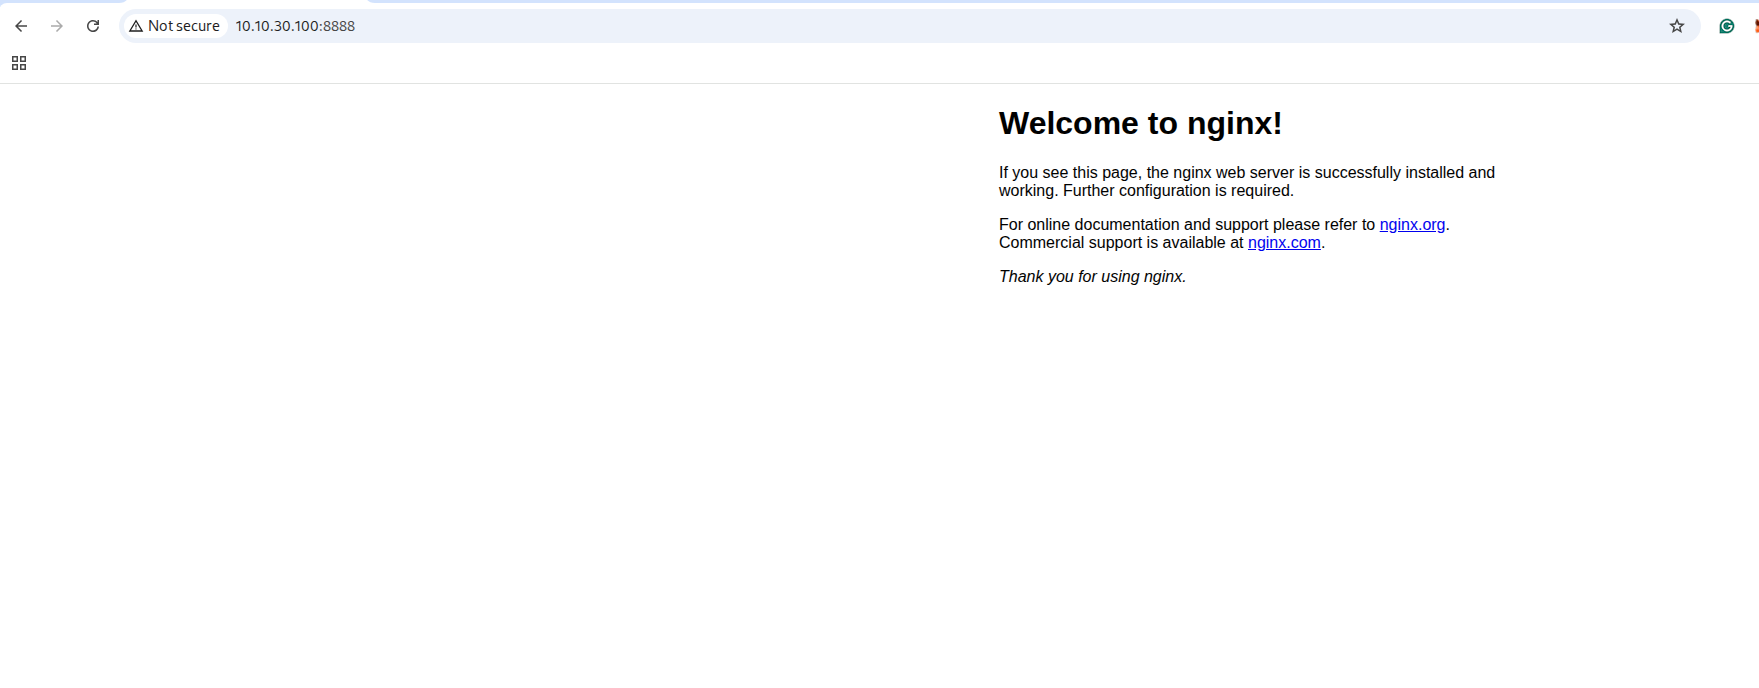 Not secure 10.10.30.100:8888
Welcome to nginx!
If you see this page, the nginx web server is successfully installed and
working. Further configuration is required.
For online documentation and support please refer to nginx.org.
Commercial support is available at nginx.com.
Thank you for using nginx.